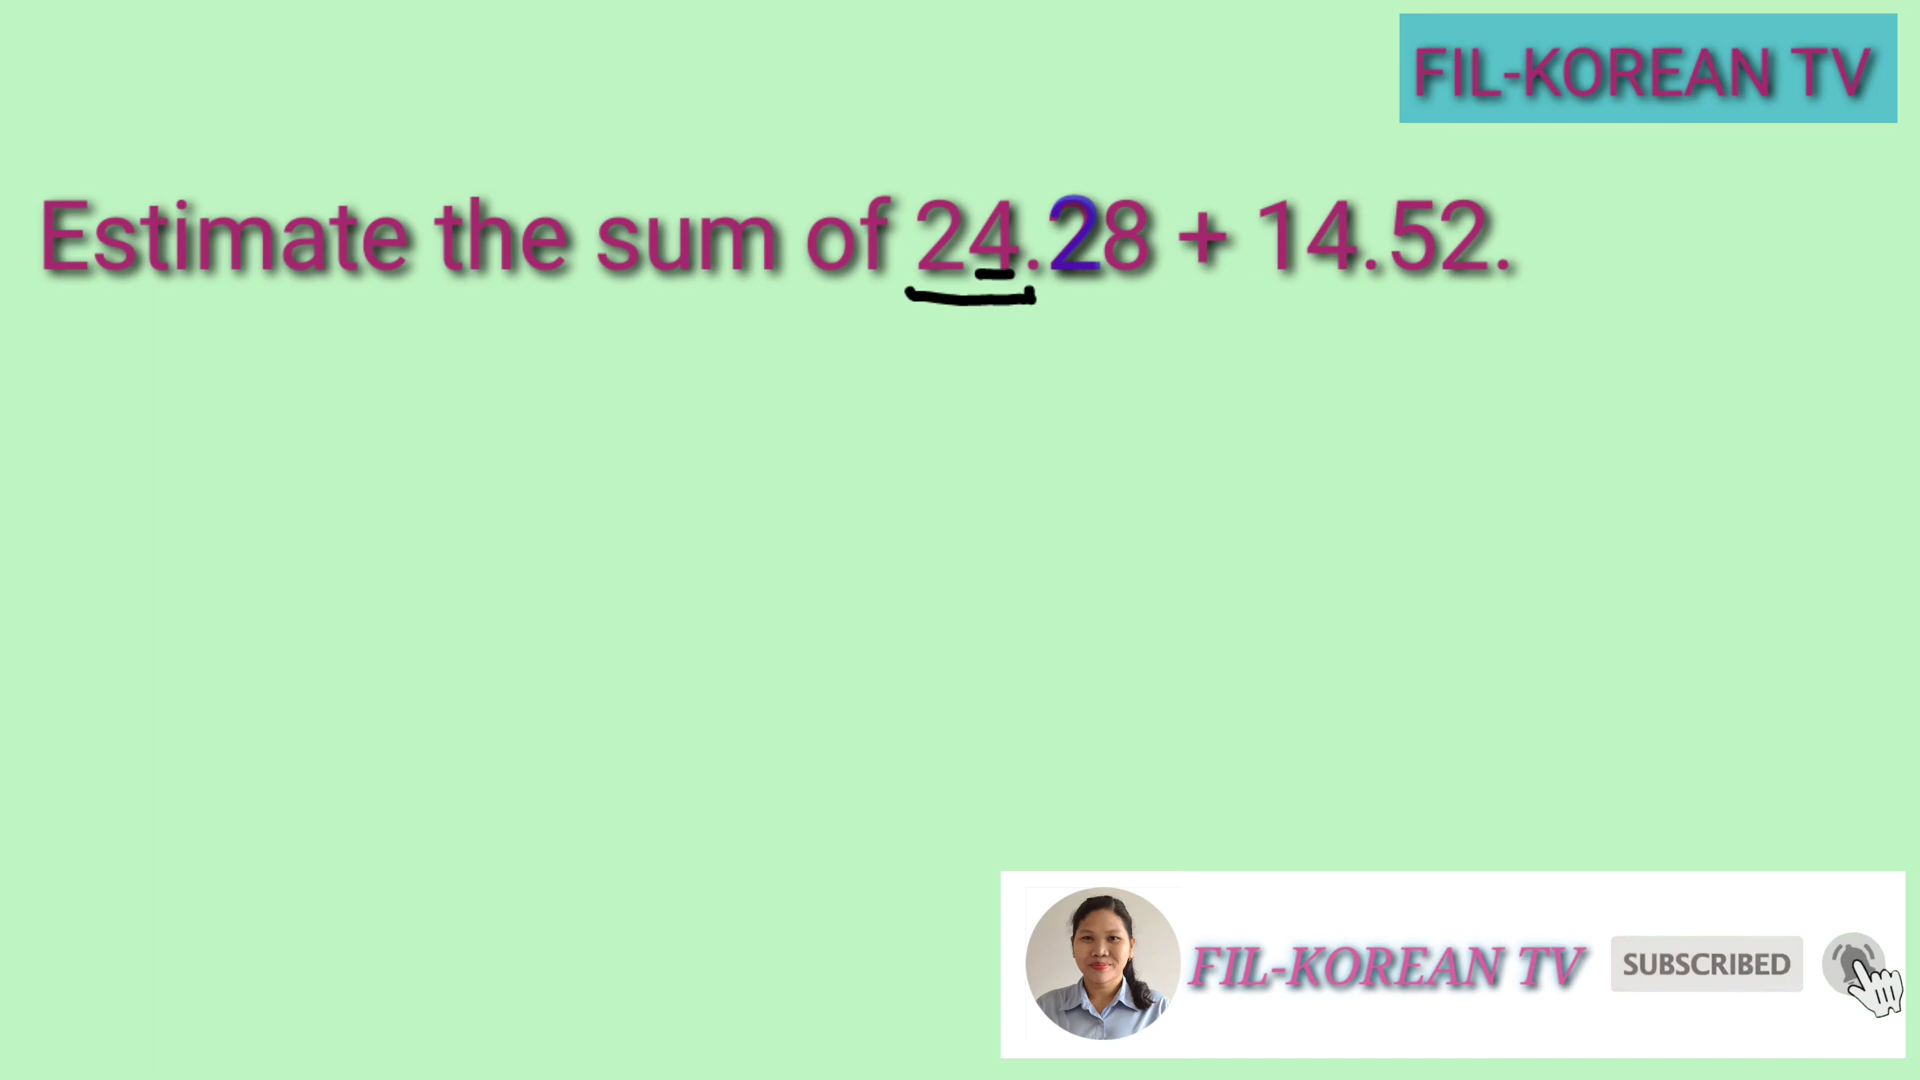 FIL-KOREAN TV
Estimate the sum of 24.28 + 14.52.
FIL-KOREAN TV
SUBSCRIBED